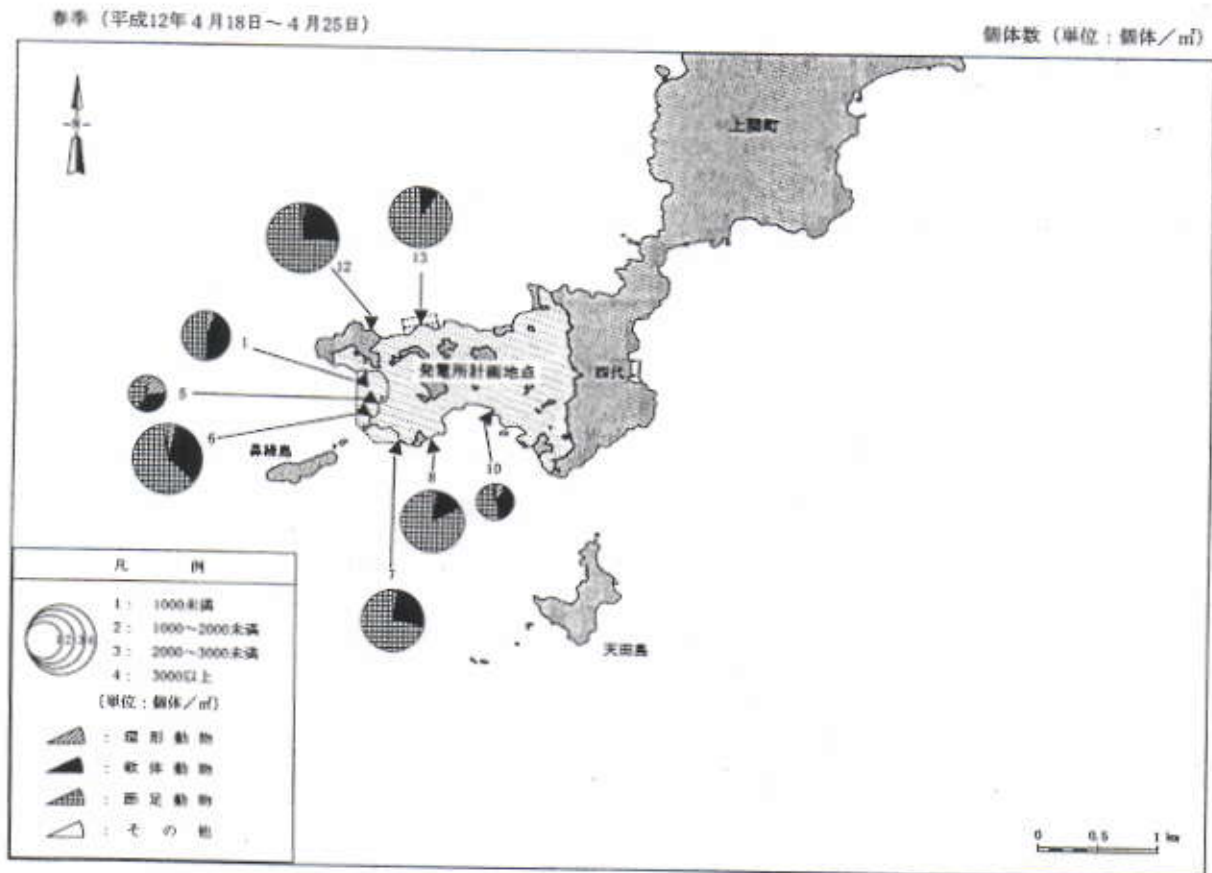 春季（平成12年4月18日～4月25日）
個体数（単位：個体／㎡）
N
上関町
13
12
1
発電所計画地点
四代
5
6
鼻繰島
10
8
7
天田島
凡 例
1 2 3 4
1： 1000未満
2： 1000～2000未満
3： 2000～3000未満
4： 3000以上
（単位：個体／㎡）
：環形動物
：軟体動物
：節足動物
：その他
0 0.5 1 km